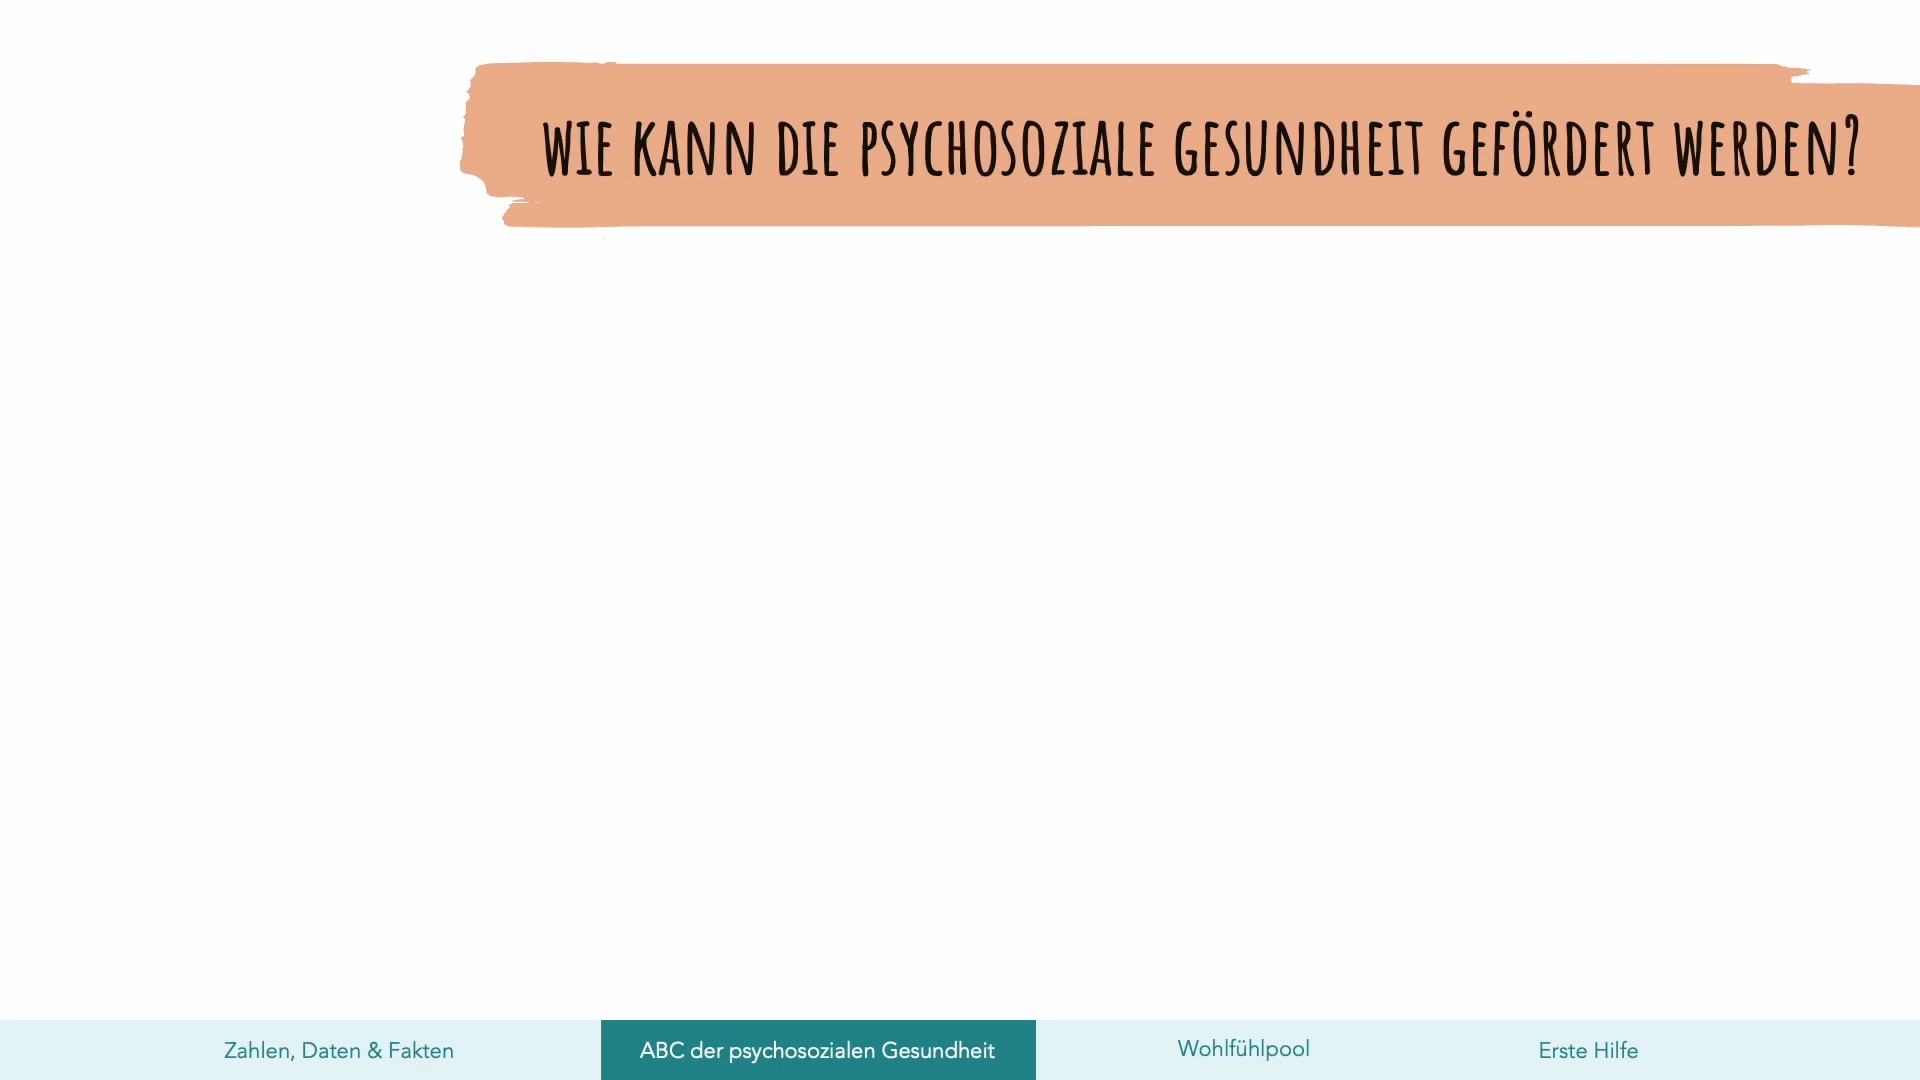 WIE KANN DIE PSYCHOSOZIALE GESUNDHEIT GEFÖRDERT WERDEN?
Zahlen, Daten & Fakten
ABC der psychosozialen Gesundheit
Wohlfühlpool
Erste Hilfe